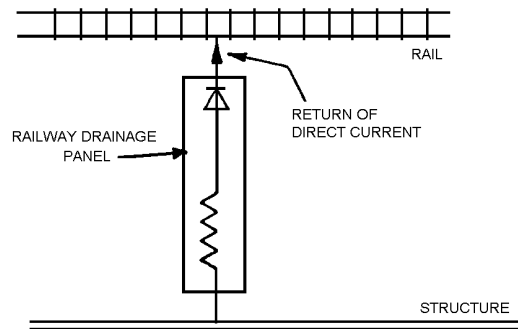 RAIL
RETURN OF
DIRECT CURRENT
RAILWAY DRAINAGE
PANEL
STRUCTURE